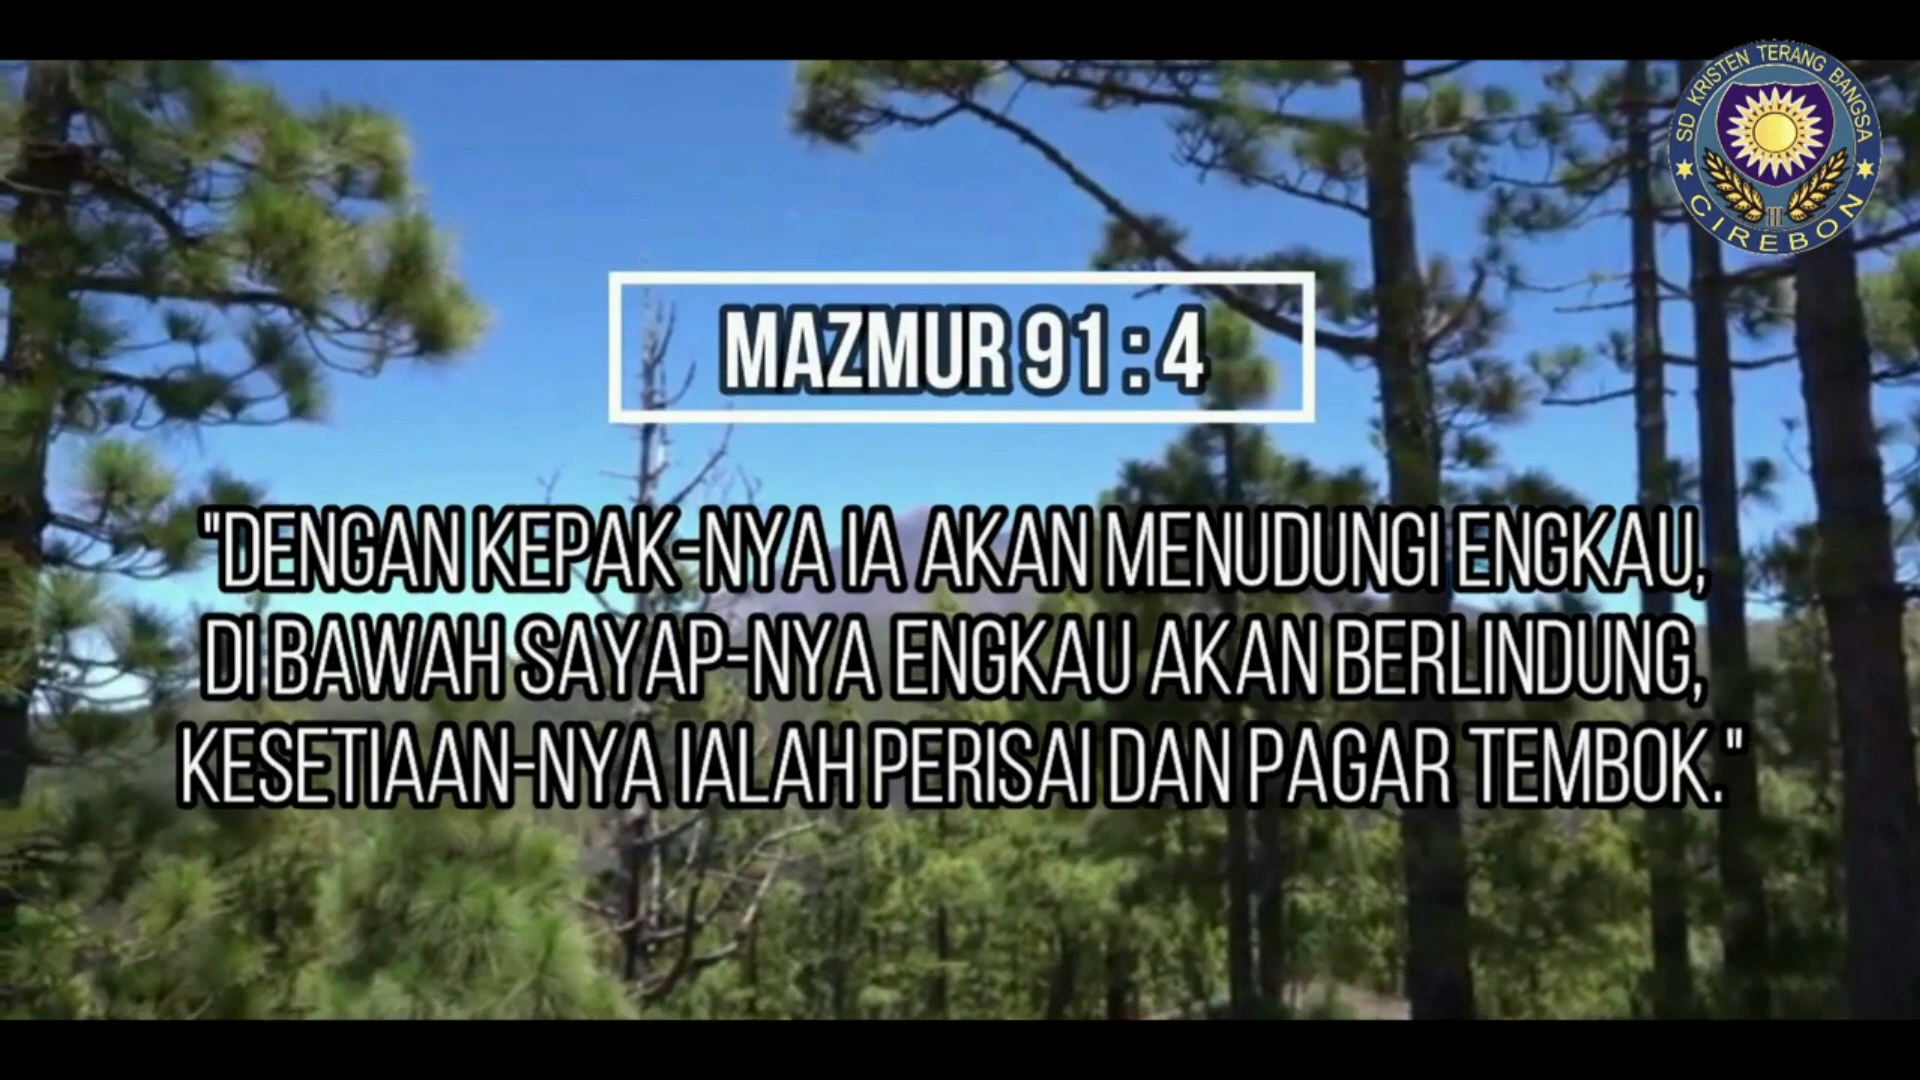 SD KRISTEN TERANG BANGSA
CIREBON
MAZMUR 91 : 4
"DENGAN KEPAK-NYA IA AKAN MENUDUNGI ENGKAU,
DI BAWAH SAYAP-NYA ENGKAU AKAN BERLINDUNG,
KESETIAAN-NYA IALAH PERISAI DAN PAGAR TEMBOK."